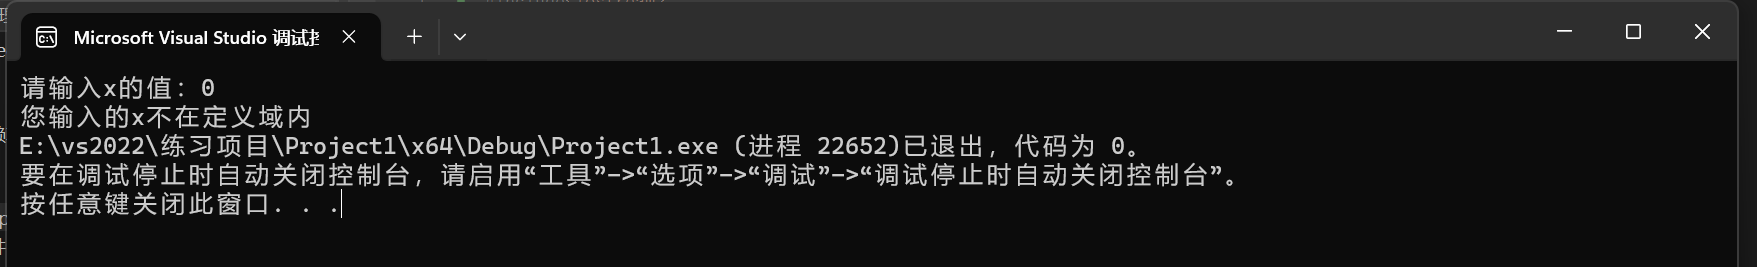 Microsoft Visual Studio 调试
请输入x的值：0
您输入的x不在定义域内
E:\vs2022\练习项目\Project1\x64\Debug\Project1.exe (进程 22652)已退出，代码为 0。
要在调试停止时自动关闭控制台，请启用“工具”->“选项”->“调试”->“调试停止时自动关闭控制台”。
按任意键关闭此窗口. . .